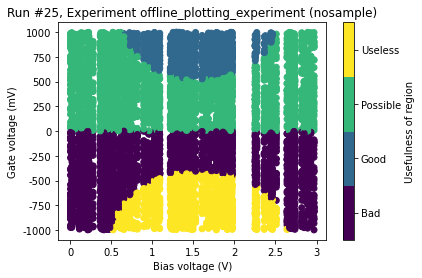 Run #25, Experiment offline_plotting_experiment (nosample)
1000
750
500
250
0
-250
-500
-750
-1000
Gate voltage (mV)
0
0.5
1
1.5
2
2.5
3
Bias voltage (V)
Useless
Possible
Good
Bad
Usefulness of region